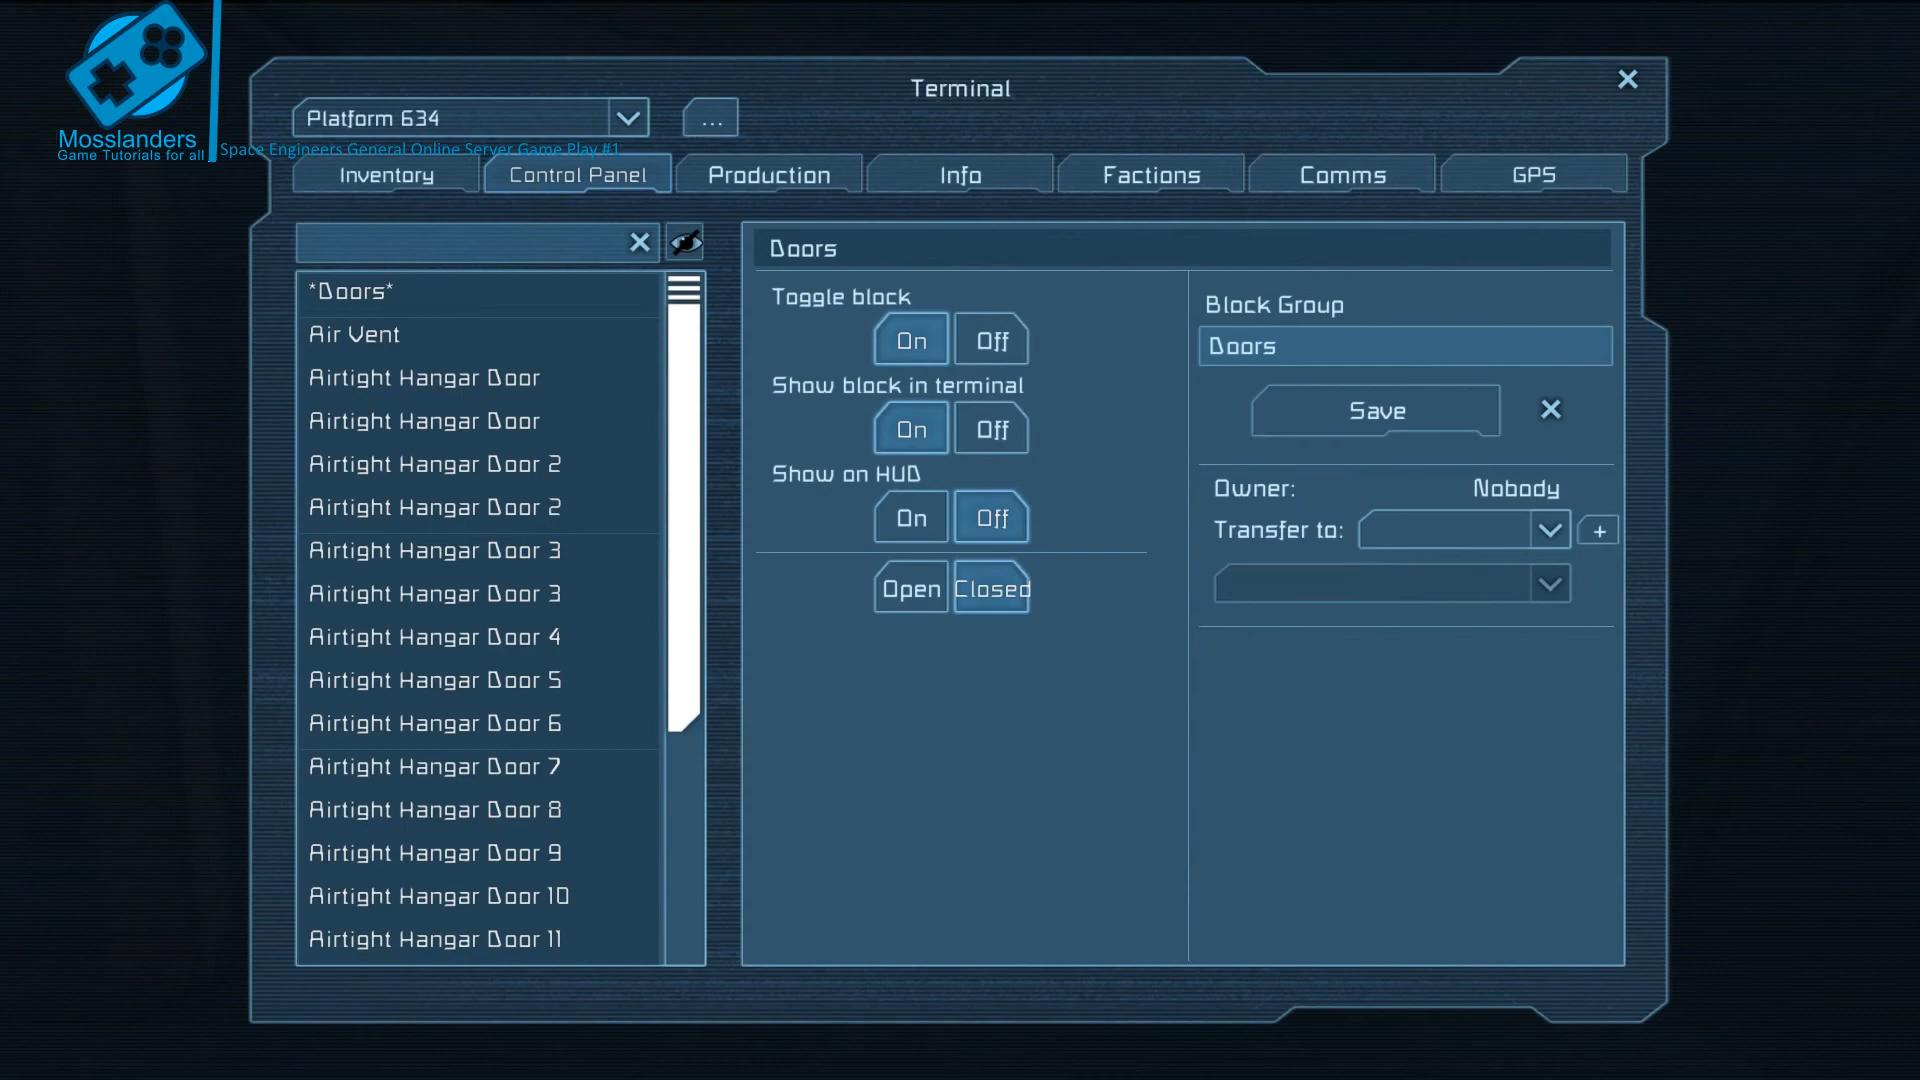 Mosslanders
Game Tutorials for all
Space Engineers General Online Server Game Play #1
Terminal
Platform 634
...
Inventory
Control Panel
Production
Info
Factions
Comms
GPS
*Doors*
Air Vent
Airtight Hangar Door
Airtight Hangar Door
Airtight Hangar Door 2
Airtight Hangar Door 2
Airtight Hangar Door 3
Airtight Hangar Door 3
Airtight Hangar Door 4
Airtight Hangar Door 5
Airtight Hangar Door 6
Airtight Hangar Door 7
Airtight Hangar Door 8
Airtight Hangar Door 9
Airtight Hangar Door 10
Airtight Hangar Door 11
Doors
Toggle block
On Off
Show block in terminal
On Off
Show on HUD
On Off
Open Closed
Block Group
Doors
Save
Owner: Nobody
Transfer to: +